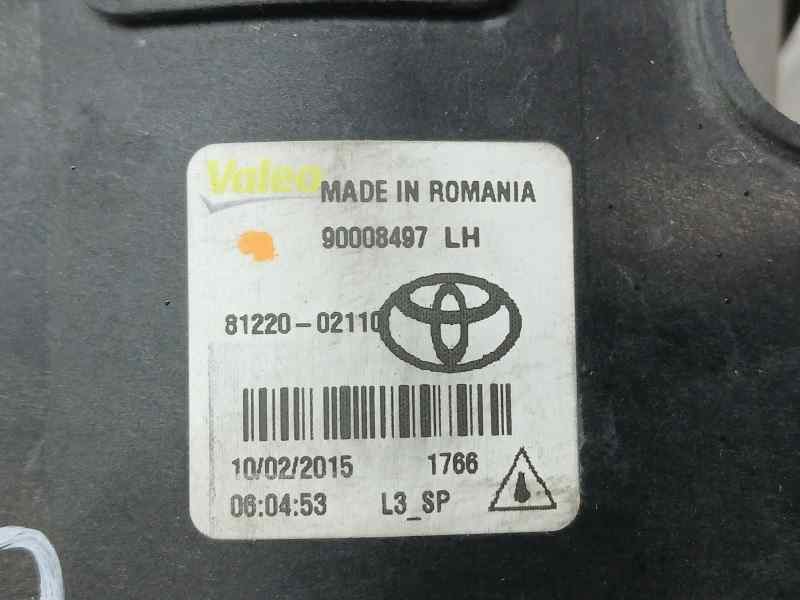 Valeo MADE IN ROMANIA
90008497 LH
81220-02110
10/02/2015 1766
06:04:53 L3_SP